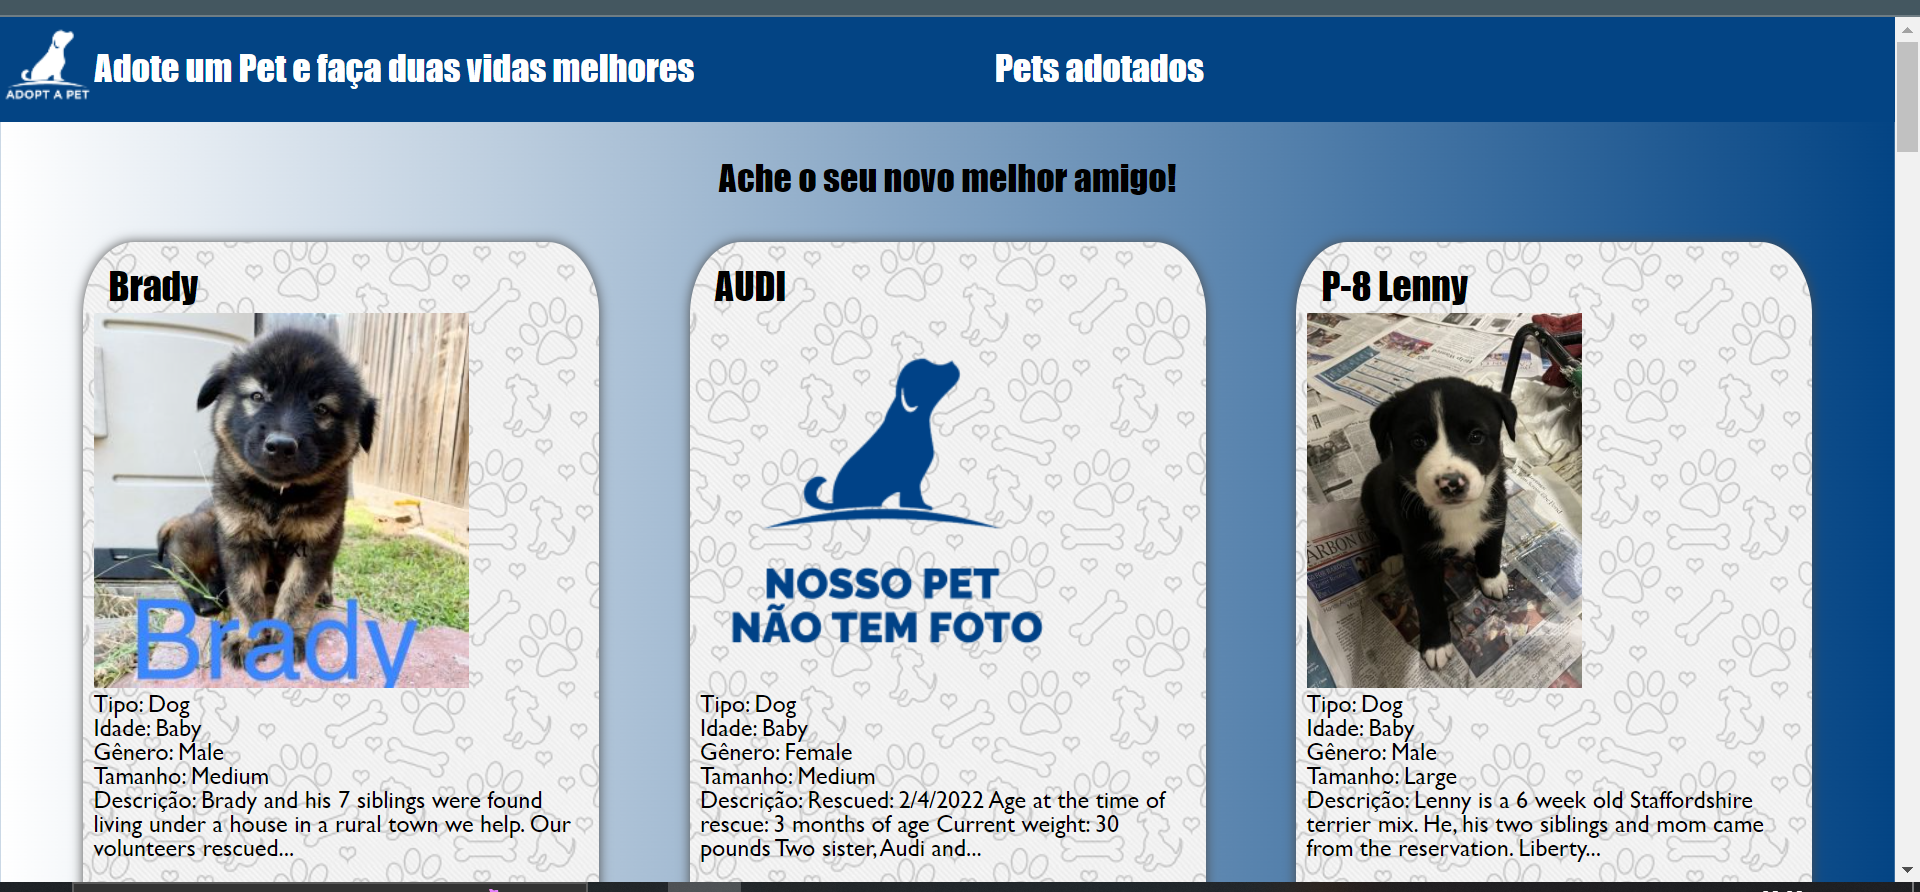 ADOPT A PET
Adote um Pet e faça duas vidas melhores
Pets adotados
Ache o seu novo melhor amigo!
Brady
Text
Brady
Tipo: Dog
Idade: Baby
Gênero: Male
Tamanho: Medium
Descrição: Brady and his 7 siblings were found
living under a house in a rural town we help. Our
volunteers rescued...
AUDI
NOSSO PET
NÃO TEM FOTO
Tipo: Dog
Idade: Baby
Gênero: Female
Tamanho: Medium
Descrição: Rescued: 2/4/2022 Age at the time of
rescue: 3 months of age Current weight: 30
pounds Two sister, Audi and...
P-8 Lenny
Tipo: Dog
Idade: Baby
Gênero: Male
Tamanho: Large
Descrição: Lenny is a 6 week old Staffordshire
terrier mix. He, his two siblings and mom came
from the reservation. Liberty...